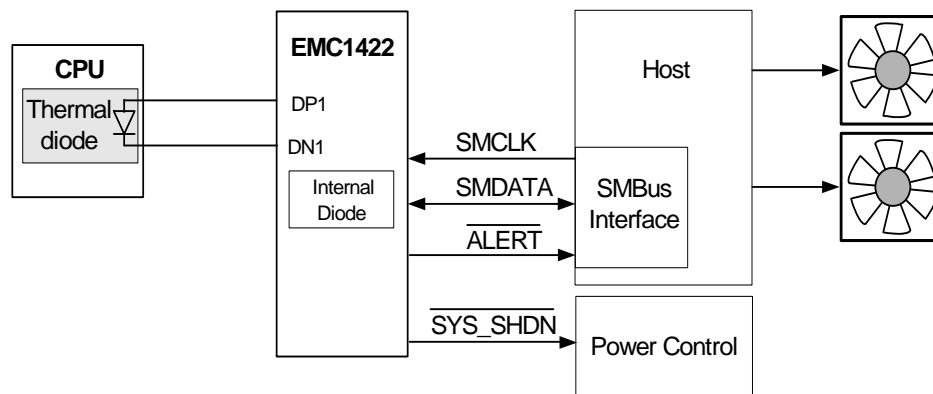 CPU
Thermal
diode
EMC1422
DP1
DN1
Internal
Diode
SMCLK
SMDATA
ALERT
SYS_SHDN
Host
SMBus
Interface
Power Control